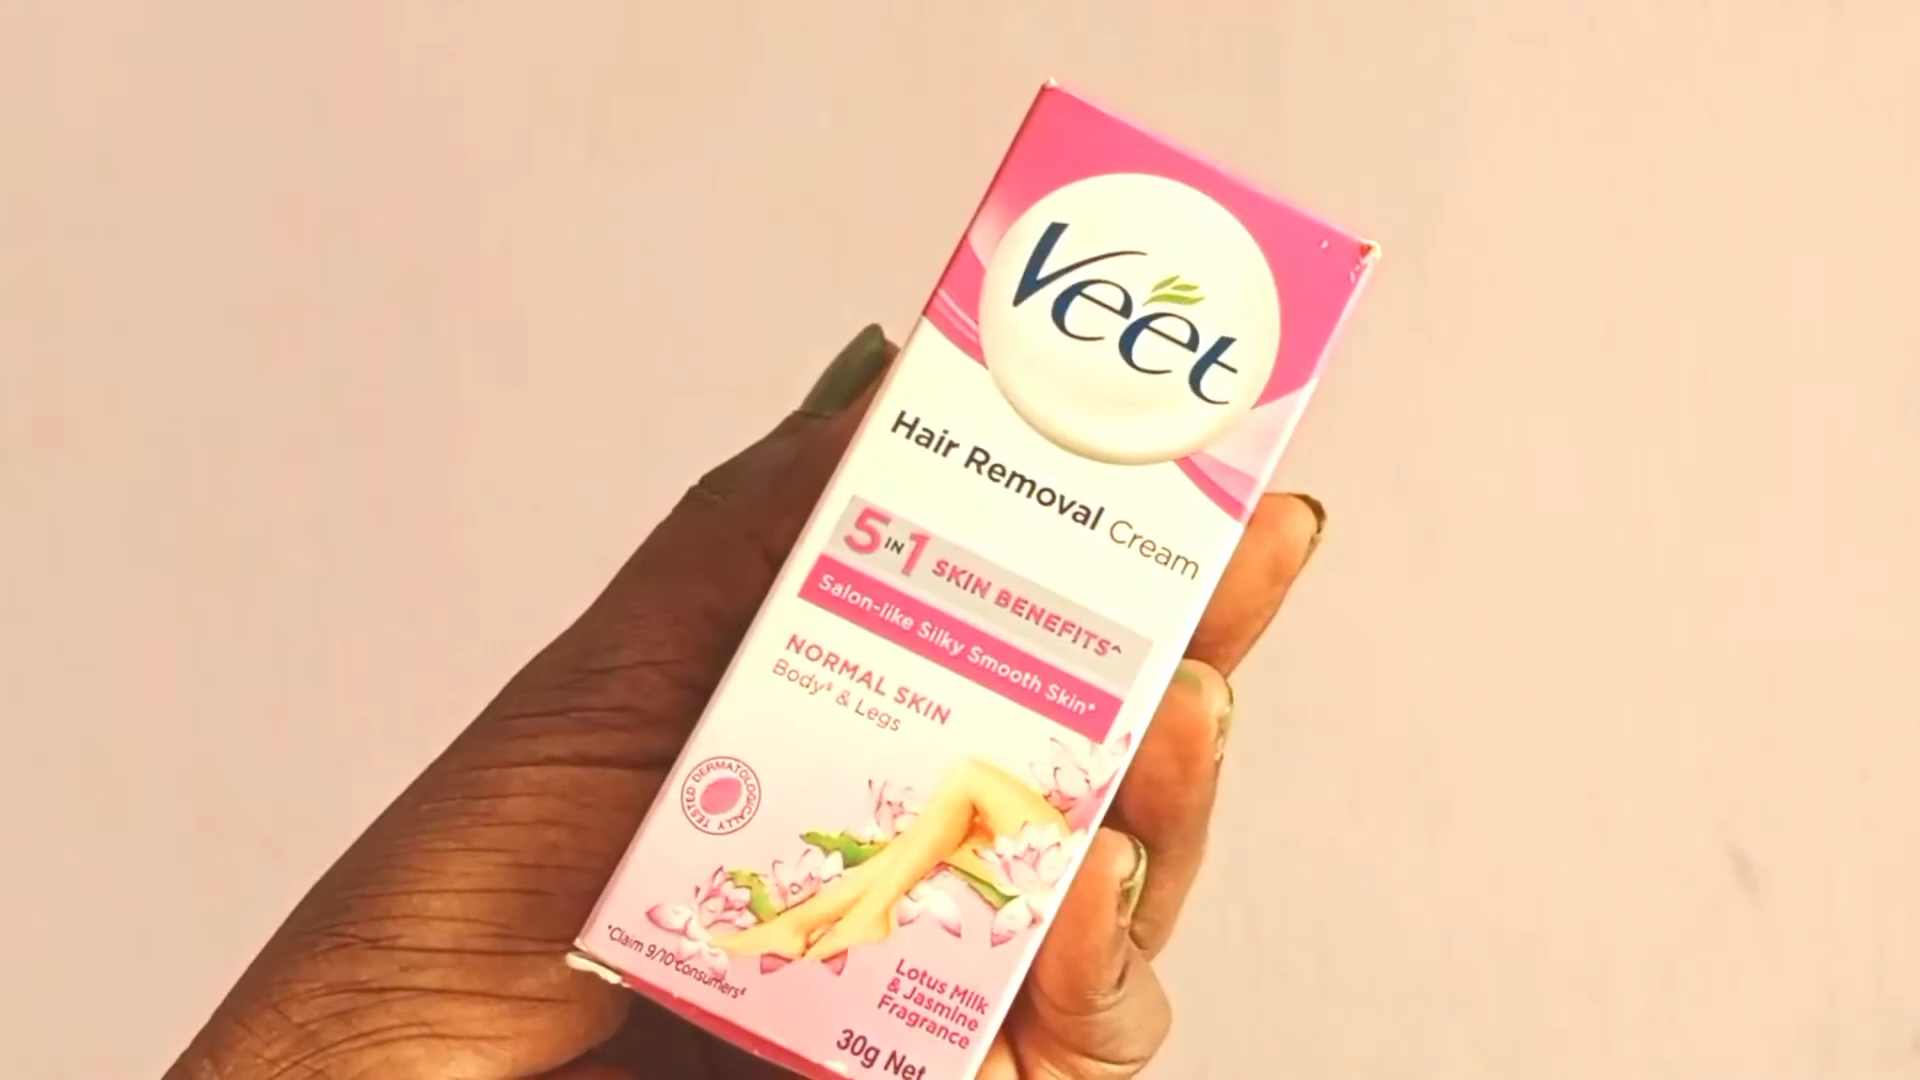 Veet
Hair Removal Cream
5 IN 1 SKIN BENEFITS^
Salon-like Silky Smooth Skin*
NORMAL SKIN
Body§ & Legs
DERMATOLOGICALLY TESTED
*Claim 9/10 consumers‡
Lotus Milk
& Jasmine
Fragrance
30g Net